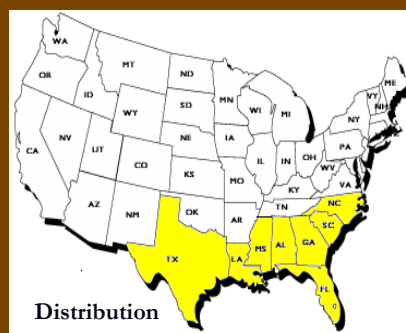 WA
MT
ND
MN
ME
OR
ID
SD
WI
MI
VY
NH
NY
WY
NE
IA
PA
NV
UT
CO
IL
IN
OH
WV
VA
CA
KS
MO
KY
NC
TN
AZ
NM
OK
AR
SC
TX
LA
MS
AL
GA
FL
Distribution